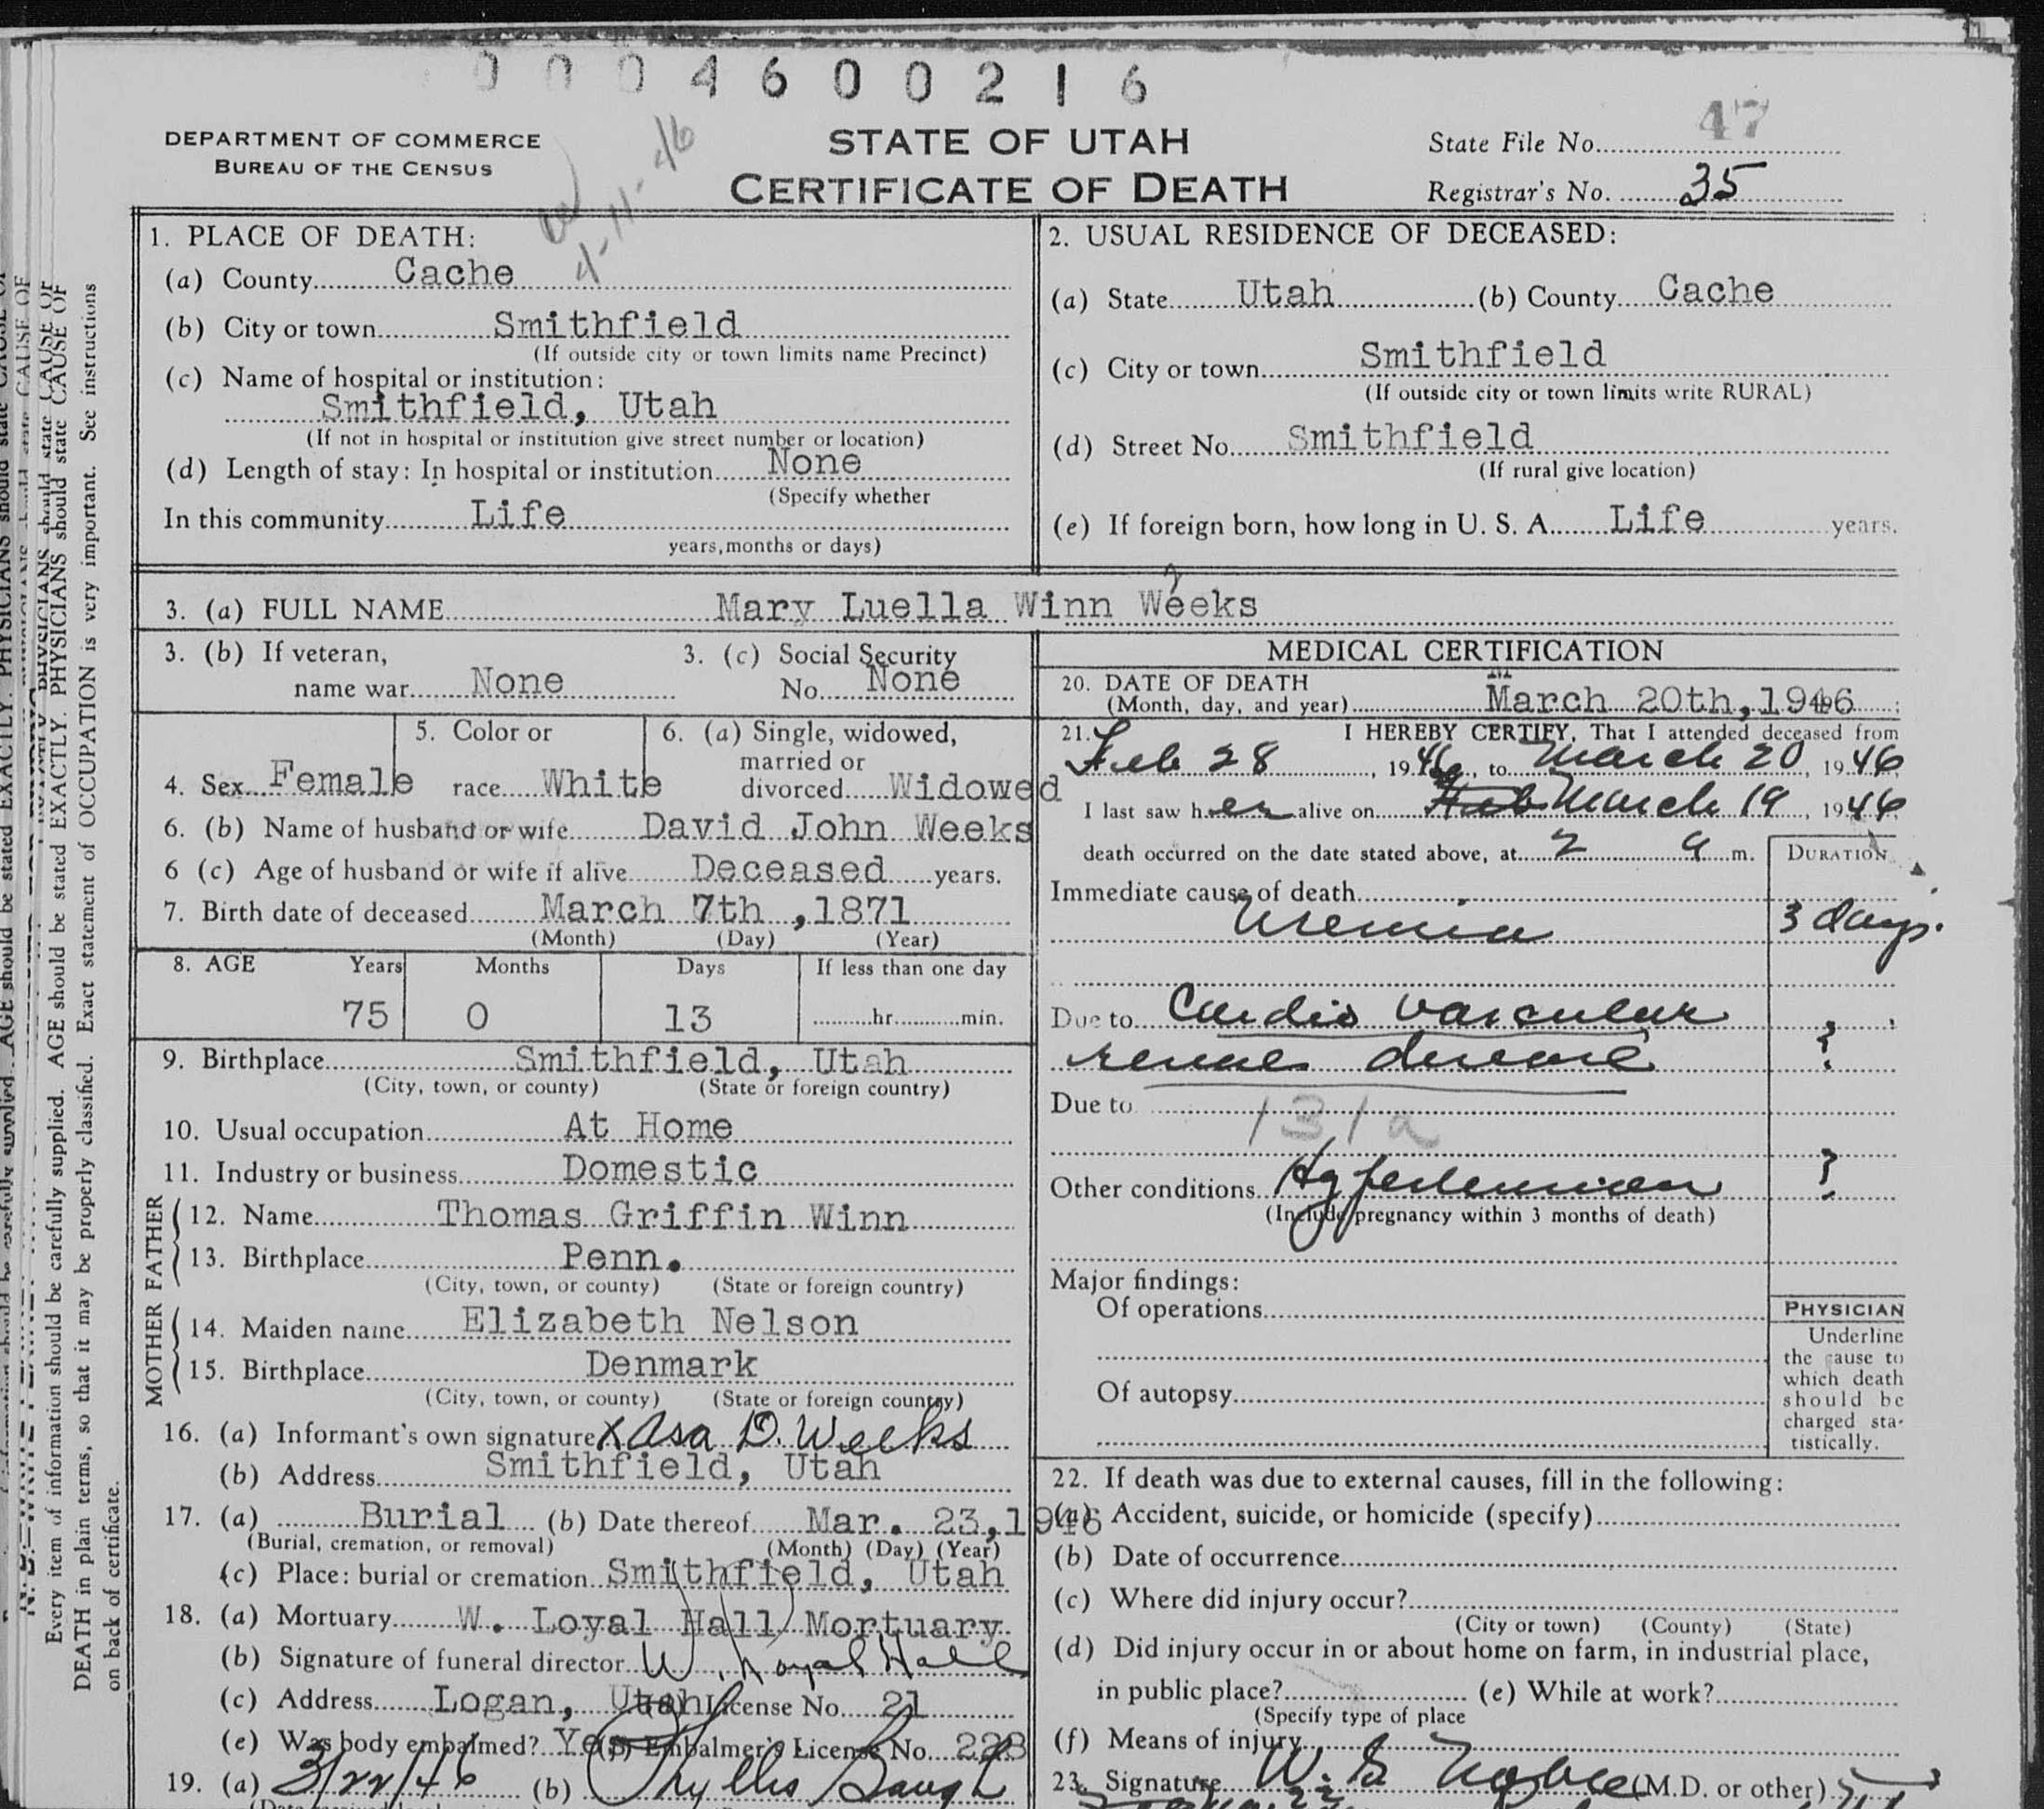 0 0 0 4 6 0 0 2 1 6
47
DEPARTMENT OF COMMERCE
BUREAU OF THE CENSUS
4-11-46
STATE OF UTAH
CERTIFICATE OF DEATH
State File No.
Registrar's No. 35
1. PLACE OF DEATH:
(a) County Cache
(b) City or town Smithfield
(If outside city or town limits name Precinct)
(c) Name of hospital or institution:
Smithfield, Utah
(If not in hospital or institution give street number or location)
(d) Length of stay: In hospital or institution None
(Specify whether
In this community Life
years, months or days)
2. USUAL RESIDENCE OF DECEASED:
(a) State Utah (b) County Cache
(c) City or town Smithfield
(If outside city or town limits write RURAL)
(d) Street No. Smithfield
(If rural give location)
(e) If foreign born, how long in U. S. A. Life years.
3. (a) FULL NAME Mary Luella Winn Weeks
3. (b) If veteran,
name war None
3. (c) Social Security
No. None
4. Sex Female
5. Color or
race White
6. (a) Single, widowed,
married or
divorced Widowed
6. (b) Name of husband or wife David John Weeks
6 (c) Age of husband or wife if alive Deceased years.
7. Birth date of deceased March 7th ,1871
(Month) (Day) (Year)
8. AGE Years Months Days If less than one day
75 0 13 hr. min.
9. Birthplace Smithfield, Utah
(City, town, or county) (State or foreign country)
10. Usual occupation At Home
11. Industry or business Domestic
FATHER
12. Name Thomas Griffin Winn
13. Birthplace Penn.
(City, town, or county) (State or foreign country)
MOTHER
14. Maiden name Elizabeth Nelson
15. Birthplace Denmark
(City, town, or county) (State or foreign country)
16. (a) Informant's own signature X Asa D. Weeks
(b) Address Smithfield, Utah
17. (a) Burial (b) Date thereof Mar. 23,1946
(Burial, cremation, or removal) (Month) (Day) (Year)
(c) Place: burial or cremation Smithfield, Utah
18. (a) Mortuary W. Loyal Hall Mortuary
(b) Signature of funeral director W. Loyal Hall
(c) Address Logan, Utah License No. 21
(e) Was body embalmed? Yes Embalmer's License No. 228
19. (a) 3/22/46 (b) Phyllis Baugh
MEDICAL CERTIFICATION
20. DATE OF DEATH
(Month, day, and year) March 20th, 1946 ;
21. I HEREBY CERTIFY, That I attended deceased from
Feb 28, 1946, to March 20, 1946
I last saw her alive on Feb March 19, 1946
death occurred on the date stated above, at 2 a m.
DURATION
Immediate cause of death
Uremia 3 days.
Due to Cardio vascular
renal disease ?
Due to
131a
Other conditions Hypertension ?
(Include pregnancy within 3 months of death)
Major findings:
Of operations
Of autopsy
PHYSICIAN
Underline
the cause to
which death
should be
charged sta-
tistically.
22. If death was due to external causes, fill in the following:
(a) Accident, suicide, or homicide (specify)
(b) Date of occurrence
(c) Where did injury occur?
(City or town) (County) (State)
(d) Did injury occur in or about home on farm, in industrial place,
in public place? (e) While at work?
(Specify type of place
(f) Means of injury
23. Signature (M.D. or other)
Every item of information should be carefully supplied. AGE should be stated EXACTLY. PHYSICIANS should state CAUSE OF
DEATH in plain terms, so that it may be properly classified. Exact statement of OCCUPATION is very important. See instructions
on back of certificate.